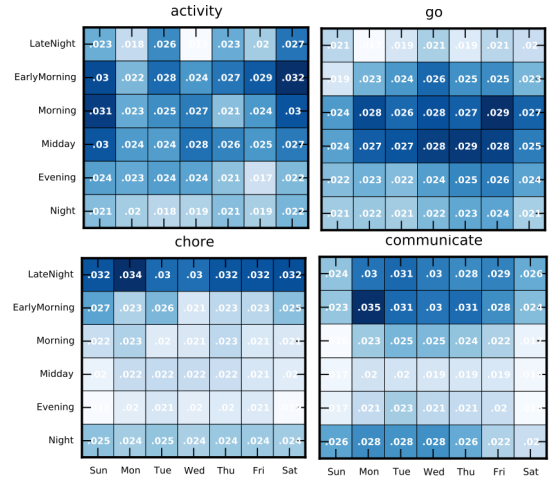 activity
LateNight .023 .018 .026 .023 .02 .027
EarlyMorning .03 .022 .028 .024 .027 .029 .032
Morning .031 .023 .025 .027 .021 .024 .03
Midday .03 .024 .024 .028 .026 .025 .027
Evening .024 .023 .024 .024 .021 .017 .022
Night .021 .02 .018 .019 .021 .019 .022
go
.021 .019 .021 .019 .021 .02
.019 .023 .024 .026 .025 .025 .023
.024 .028 .026 .028 .027 .029 .027
.024 .027 .027 .028 .029 .028 .025
.022 .023 .022 .024 .025 .026 .024
.021 .021 .022 .022 .023 .024 .021
chore
LateNight .032 .034 .03 .03 .032 .032 .032
EarlyMorning .027 .023 .026 .021 .023 .023 .025
Morning .022 .023 .02 .021 .023 .021
Midday .02 .022 .022 .022 .022 .021
Evening .02 .021 .02 .02 .021
Night .025 .024 .025 .024 .024 .024 .024
Sun Mon Tue Wed Thu Fri Sat
communicate
.024 .03 .031 .03 .028 .029 .026
.023 .035 .031 .03 .031 .028 .024
.023 .025 .025 .024 .022
.02 .02 .019 .019 .019
.017 .021 .023 .021 .021 .02
.026 .028 .028 .028 .026 .022 .02
Sun Mon Tue Wed Thu Fri Sat